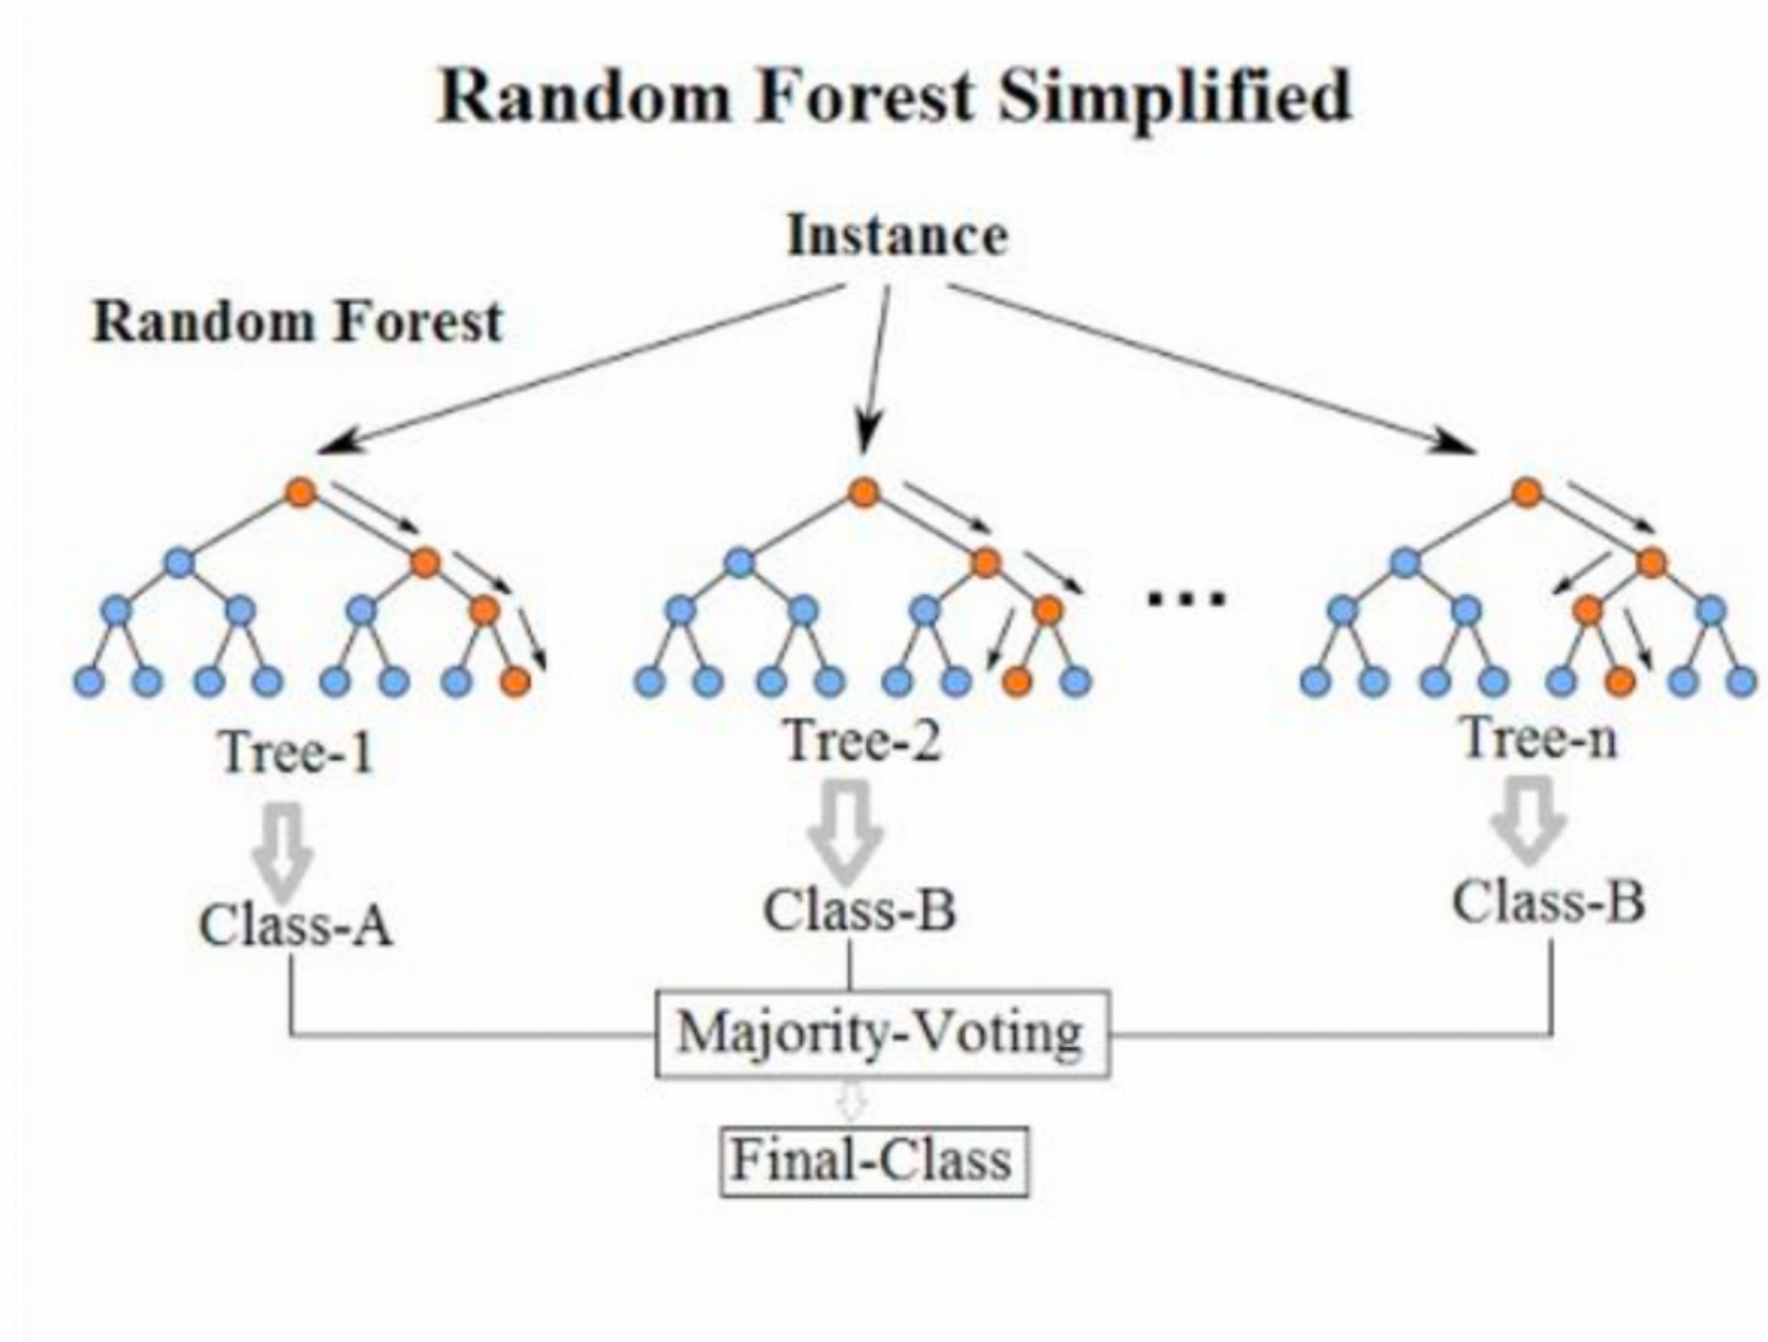 Random Forest Simplified
Instance
Random Forest
...
Tree-1
Tree-2
Tree-n
Class-A
Class-B
Class-B
Majority-Voting
Final-Class